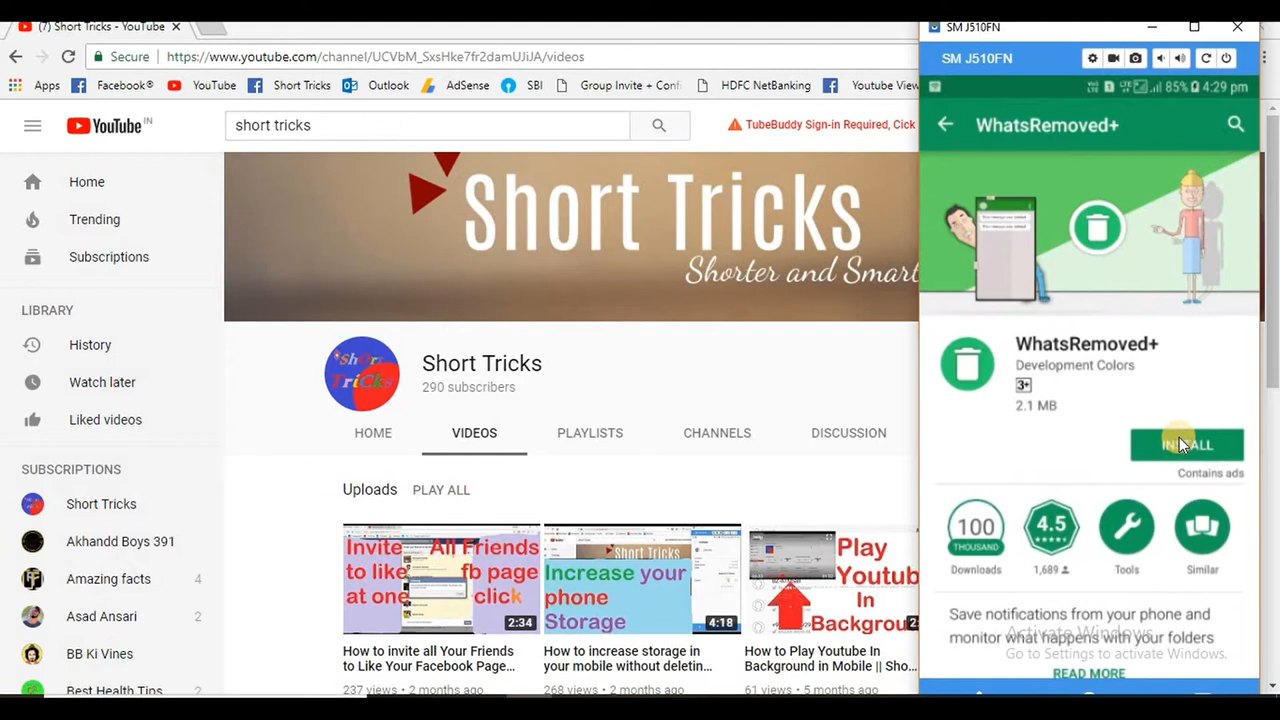 (7) Short Tricks - YouTube
Secure
https://www.youtube.com/channel/UCVbM_SxsHke7fr2damUJiJA/videos
Apps
Facebook®
YouTube
Short Tricks
Outlook
AdSense
SBI
Group Invite + Conf
HDFC NetBanking
Youtube View
YouTube IN
short tricks
TubeBuddy Sign-in Required, Click
Home
Trending
Subscriptions
LIBRARY
History
Watch later
Liked videos
SUBSCRIPTIONS
Short Tricks
Akhandd Boys 391
Amazing facts 4
Asad Ansari 2
BB Ki Vines
Best Health Tips 2
Short Tricks
Shorter and Smart
ShOrt
TriCks
Short Tricks
290 subscribers
HOME
VIDEOS
PLAYLISTS
CHANNELS
DISCUSSION
Uploads
PLAY ALL
Invite All Friends
to like fb page
at one click
2:34
How to invite all Your Friends
to Like Your Facebook Page...
237 views • 2 months ago
Increase your
phone
Storage
4:18
How to increase storage in
your mobile without deletin...
268 views • 2 months ago
Play
Youtub
In
Backgroun
2
How to Play Youtube In
Background in Mobile || Sho...
61 views • 5 months ago
SM J510FN
SM J510FN
85% 4:29 pm
WhatsRemoved+
WhatsRemoved+
Development Colors
3+
2.1 MB
INSTALL
Contains ads
100
THOUSAND
Downloads
4.5
1,689
Tools
Similar
Save notifications from your phone and
monitor what happens with your folders
READ MORE
Activate Windows
Go to Settings to activate Windows.